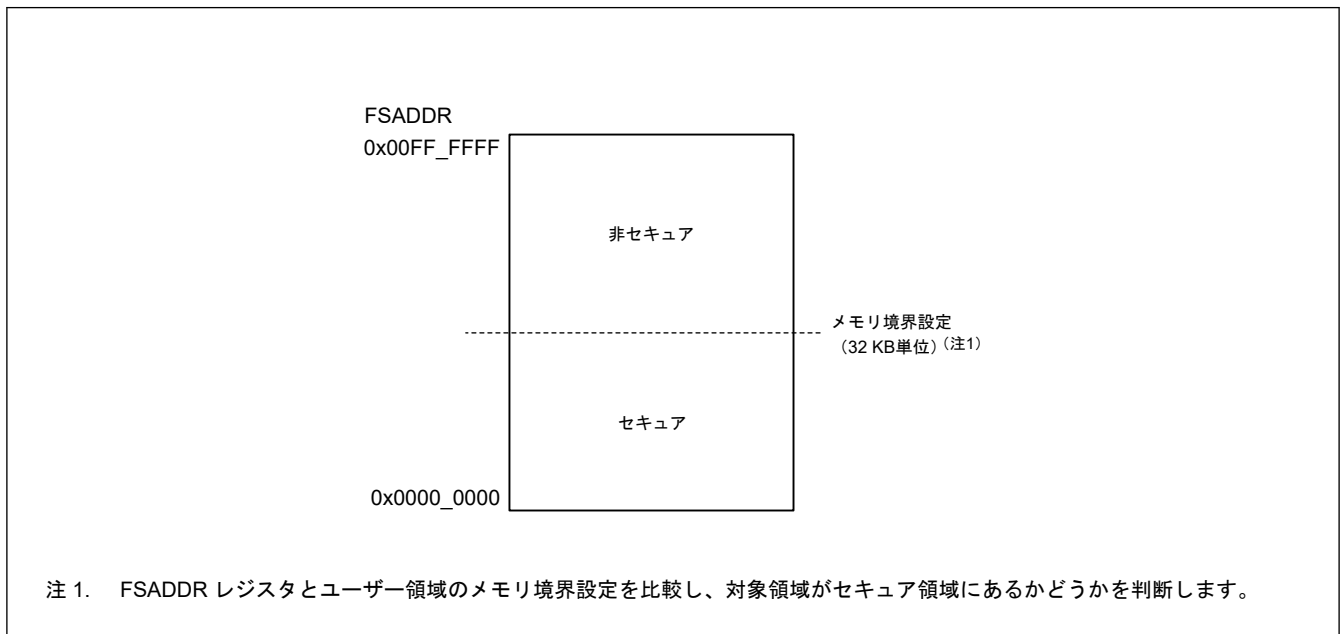 FSADDR
0x00FF_FFFF
非セキュア
メモリ境界設定
（32 KB単位）（注1）
セキュア
0x0000_0000
注 1. FSADDR レジスタとユーザー領域のメモリ境界設定を比較し、対象領域がセキュア領域にあるかどうかを判断します。